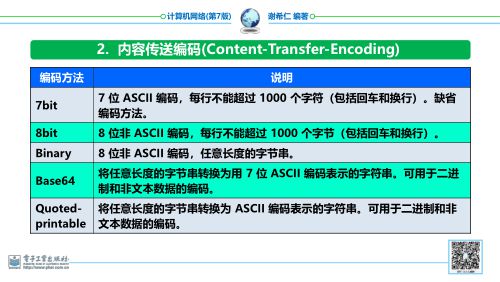 计算机网络(第7版)
谢希仁 编著
2. 内容传送编码(Content-Transfer-Encoding)
编码方法
说明
7bit
7 位 ASCII 编码，每行不能超过 1000 个字符（包括回车和换行）。缺省
编码方法。
8bit
8 位非 ASCII 编码，每行不能超过 1000 个字节（包括回车和换行）。
Binary
8 位非 ASCII 编码，任意长度的字节串。
Base64
将任意长度的字节串转换为用 7 位 ASCII 编码表示的字符串。可用于二进
制和非文本数据的编码。
Quoted-
printable
将任意长度的字节串转换为 ASCII 编码表示的字符串。可用于二进制和非
文本数据的编码。
电子工业出版社
http://www.phei.com.cn